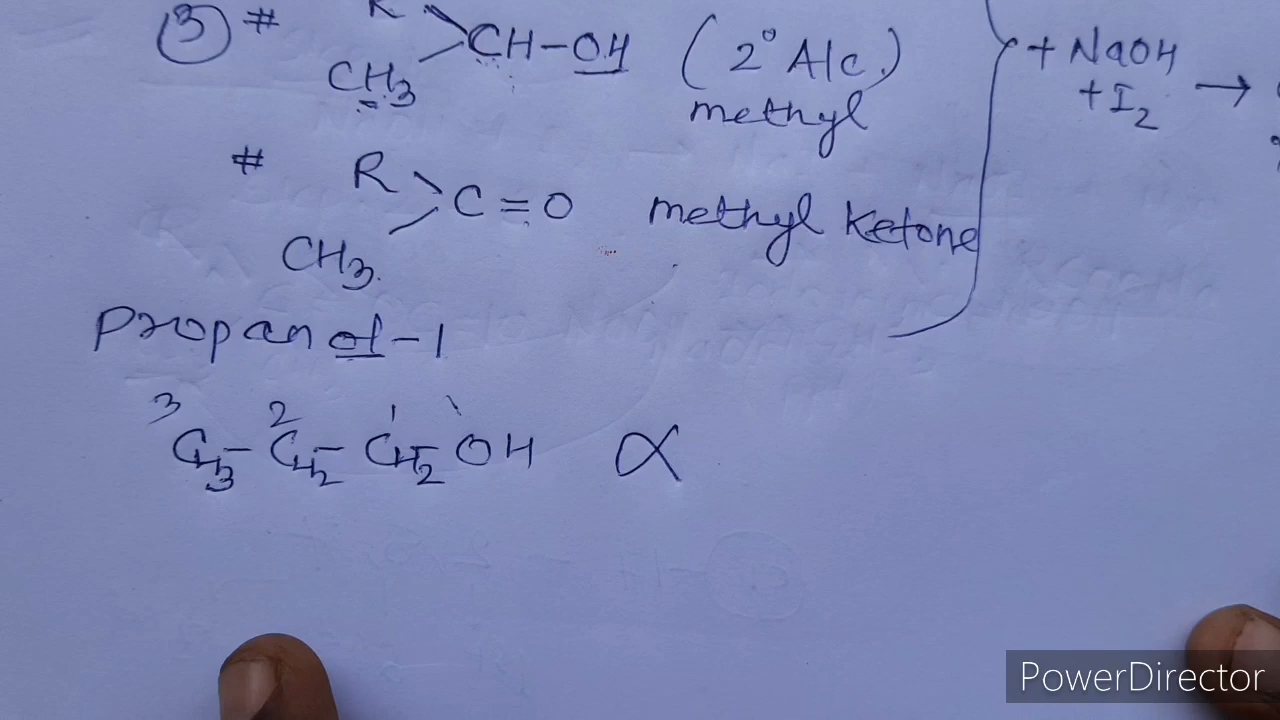 3 # R
CH-OH (2° Alc.)
CH3
methyl
+ NaOH
+ I2 →
# R
C=O methyl Ketone
CH3.
Propanol-1
3 2 1
CH3-CH2-CH2OH
PowerDirector